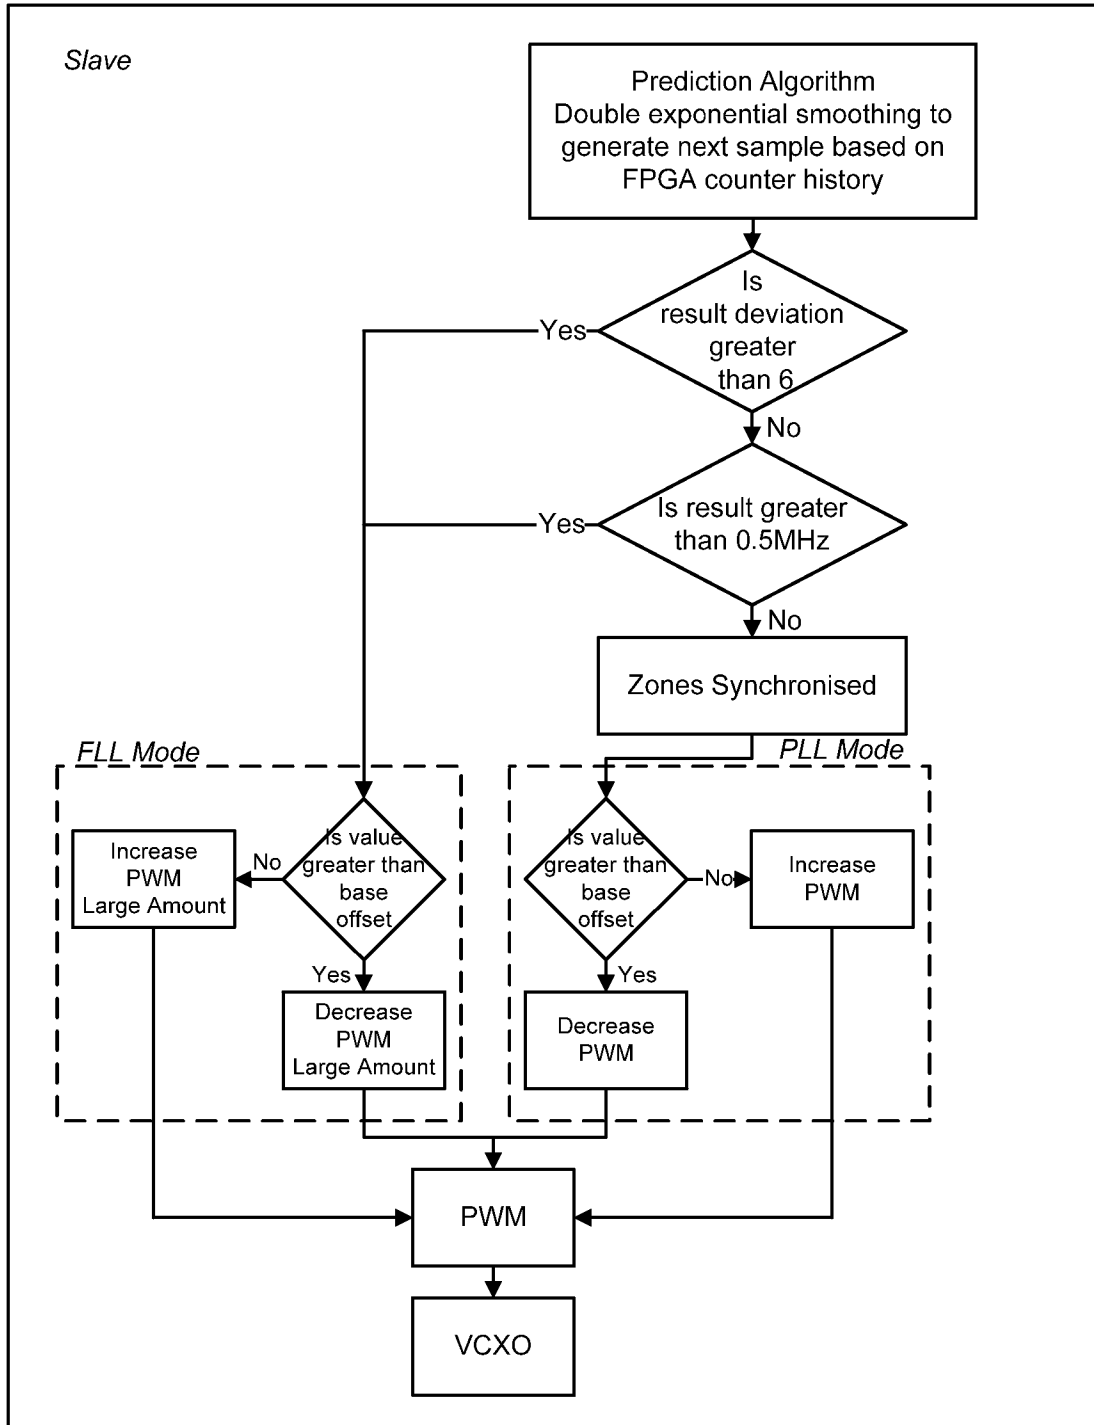 Slave
Prediction Algorithm
Double exponential smoothing to
generate next sample based on
FPGA counter history
Is
result deviation
greater
than 6
Yes
No
Is result greater
than 0.5MHz
Yes
No
Zones Synchronised
FLL Mode
PLL Mode
Increase
PWM
Large Amount
No
Is value
greater than
base
offset
Yes
Decrease
PWM
Large Amount
Is value
greater than
base
offset
No
Increase
PWM
Yes
Decrease
PWM
PWM
VCXO